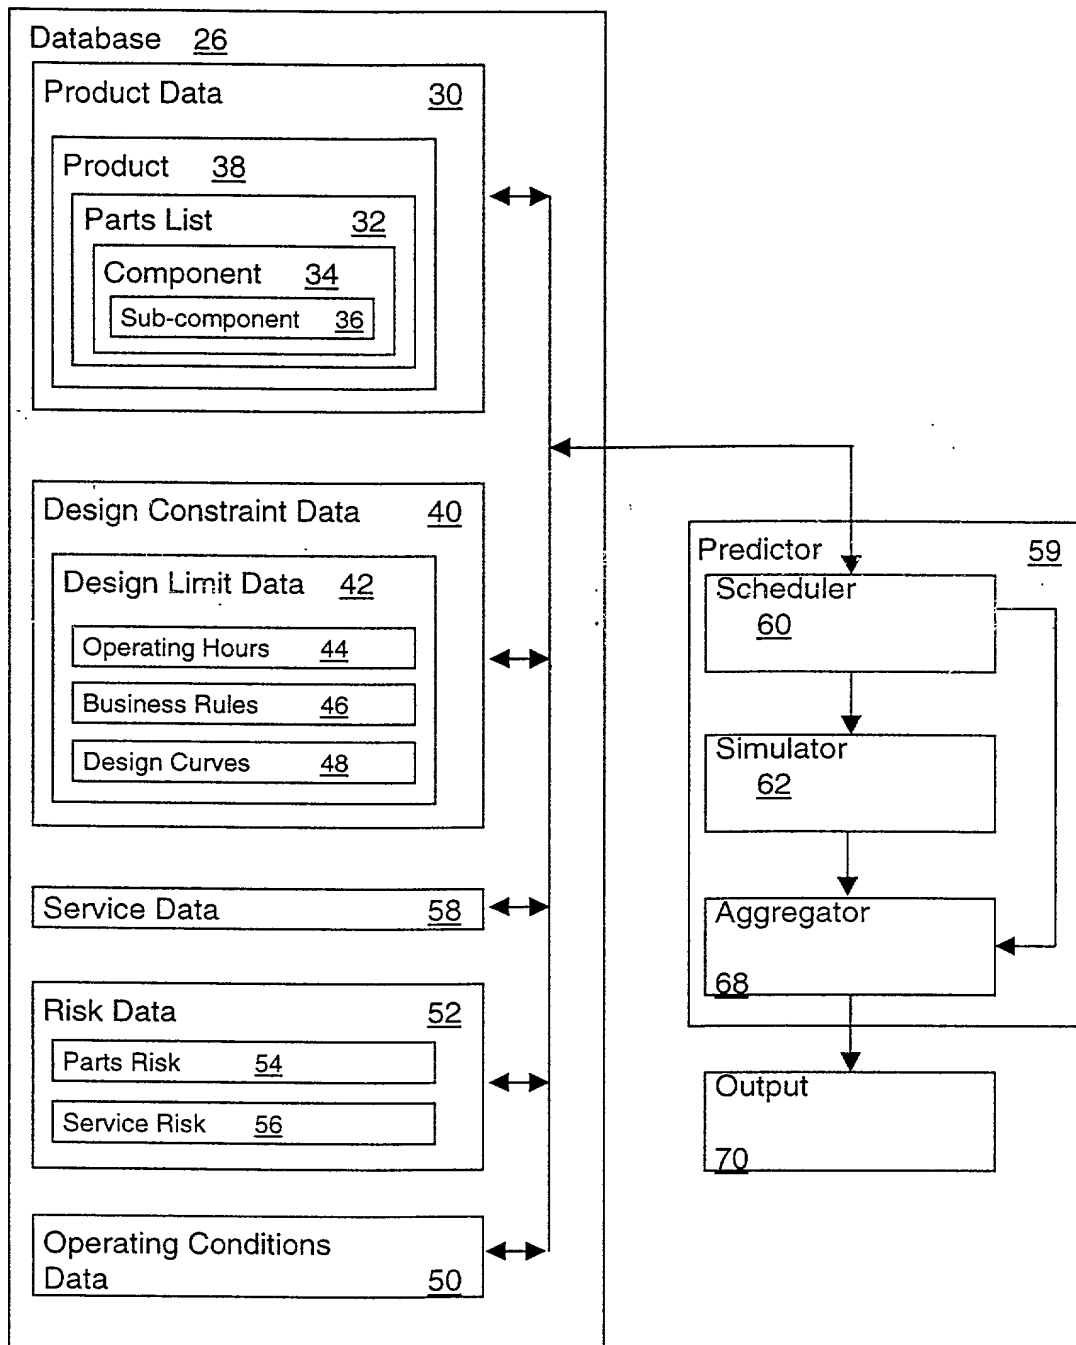 Database 26
Product Data 30
Product 38
Parts List 32
Component 34
Sub-component 36
Design Constraint Data 40
Design Limit Data 42
Operating Hours 44
Business Rules 46
Design Curves 48
Service Data 58
Risk Data 52
Parts Risk 54
Service Risk 56
Operating Conditions
Data 50
Predictor 59
Scheduler
60
Simulator
62
Aggregator
68
Output
70